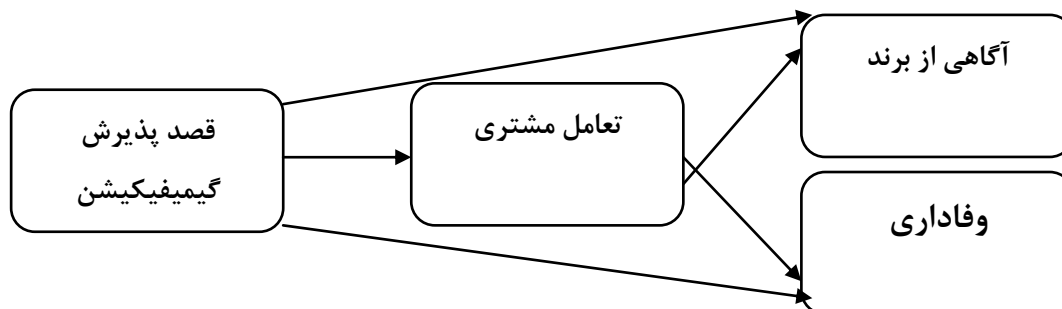 قصد پذیرش
گیمیفیکیشن
تعامل مشتری
آگاهی از برند
وفاداری